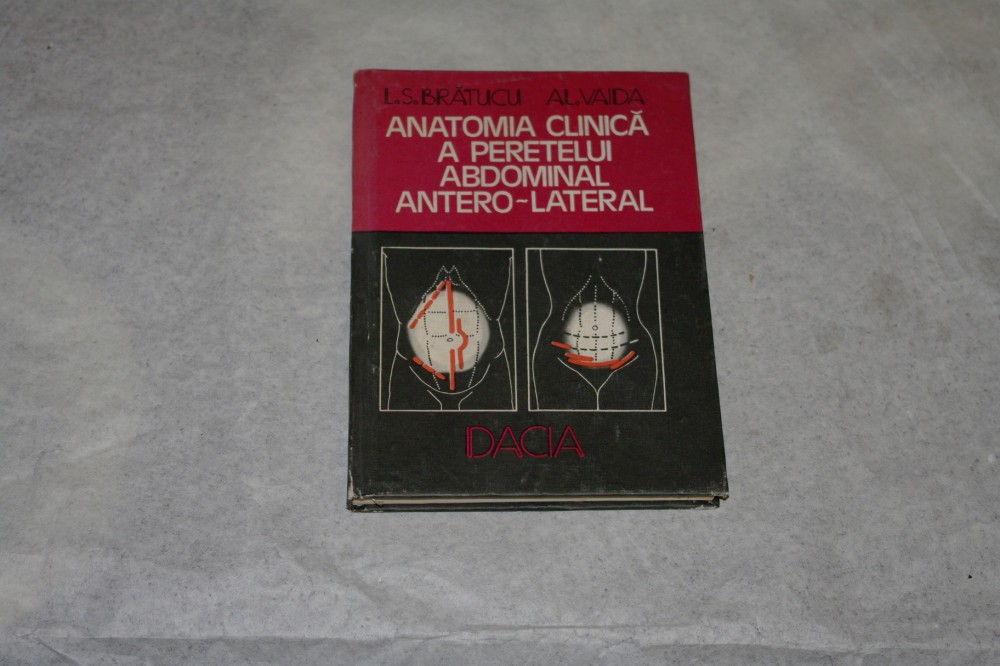 L.S.BRĂTUCU AL.VAIDA
ANATOMIA CLINICĂ
A PERETELUI
ABDOMINAL
ANTERO~LATERAL
DACIA